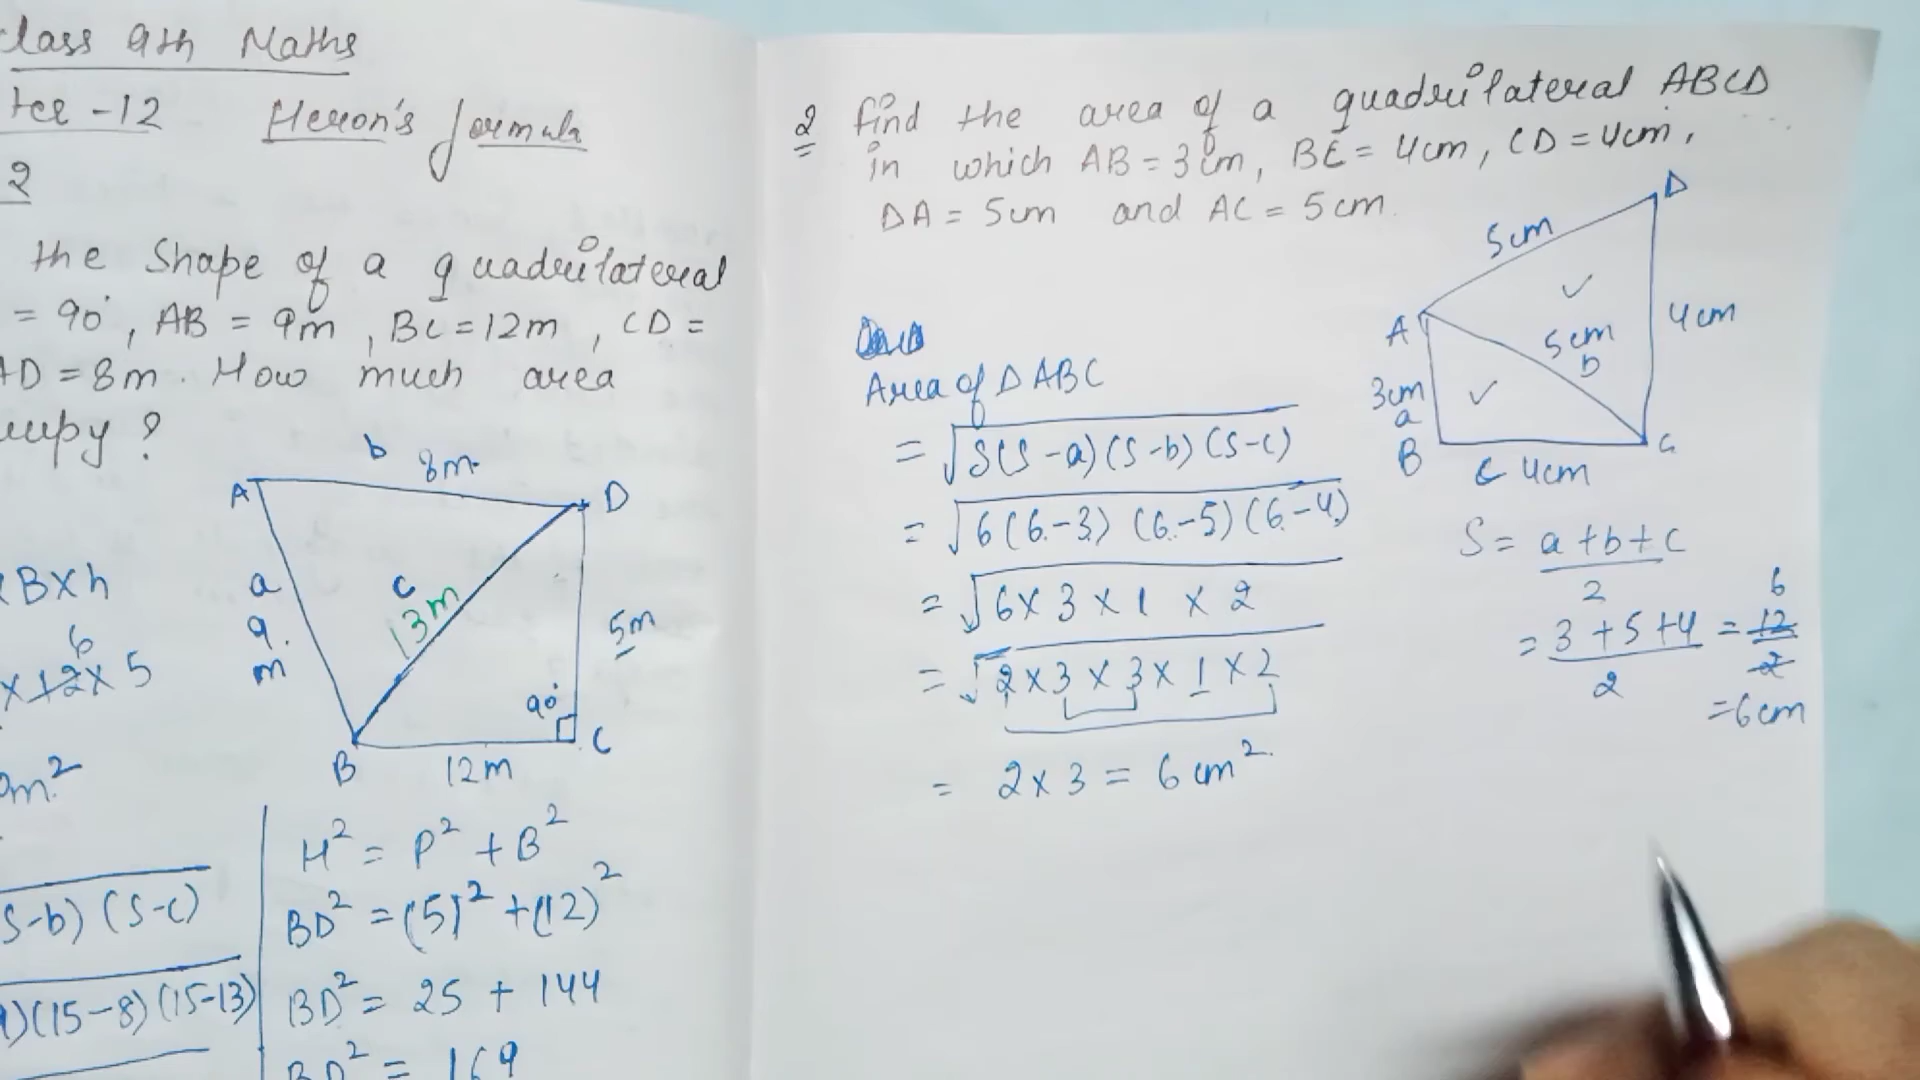 class 9th Maths
ter -12 Heron's formula
2
the Shape of a quadrilateral
= 90°, AB = 9m, BC = 12m, CD =
AD = 8m. How much area
ccupy ?
b
8m
A
D
a
9
m
c
13m
5m
90°
B
12m
C
B×h
6
×12×5
m²
S-b) (S-c)
)(15-8)(15-13)
H² = P² + B²
BD² = (5)² + (12)²
BD² = 25 + 144
BD² = 169
2 find the area of a quadrilateral ABCD
in which AB = 3cm, BC = 4cm, CD = 4cm,
DA = 5cm and AC = 5cm.
D
5cm
✓
4cm
A
5cm
b
3cm
a
✓
B
c 4cm
C
Area of Δ ABC
= √S(S-a)(S-b)(S-c)
= √6(6-3)(6-5)(6-4)
= √6×3×1×2
= √2×3×3×1×2
= 2×3 = 6cm².
S = a+b+c
2
= 3+5+4 = 12
2 2
6
= 6cm